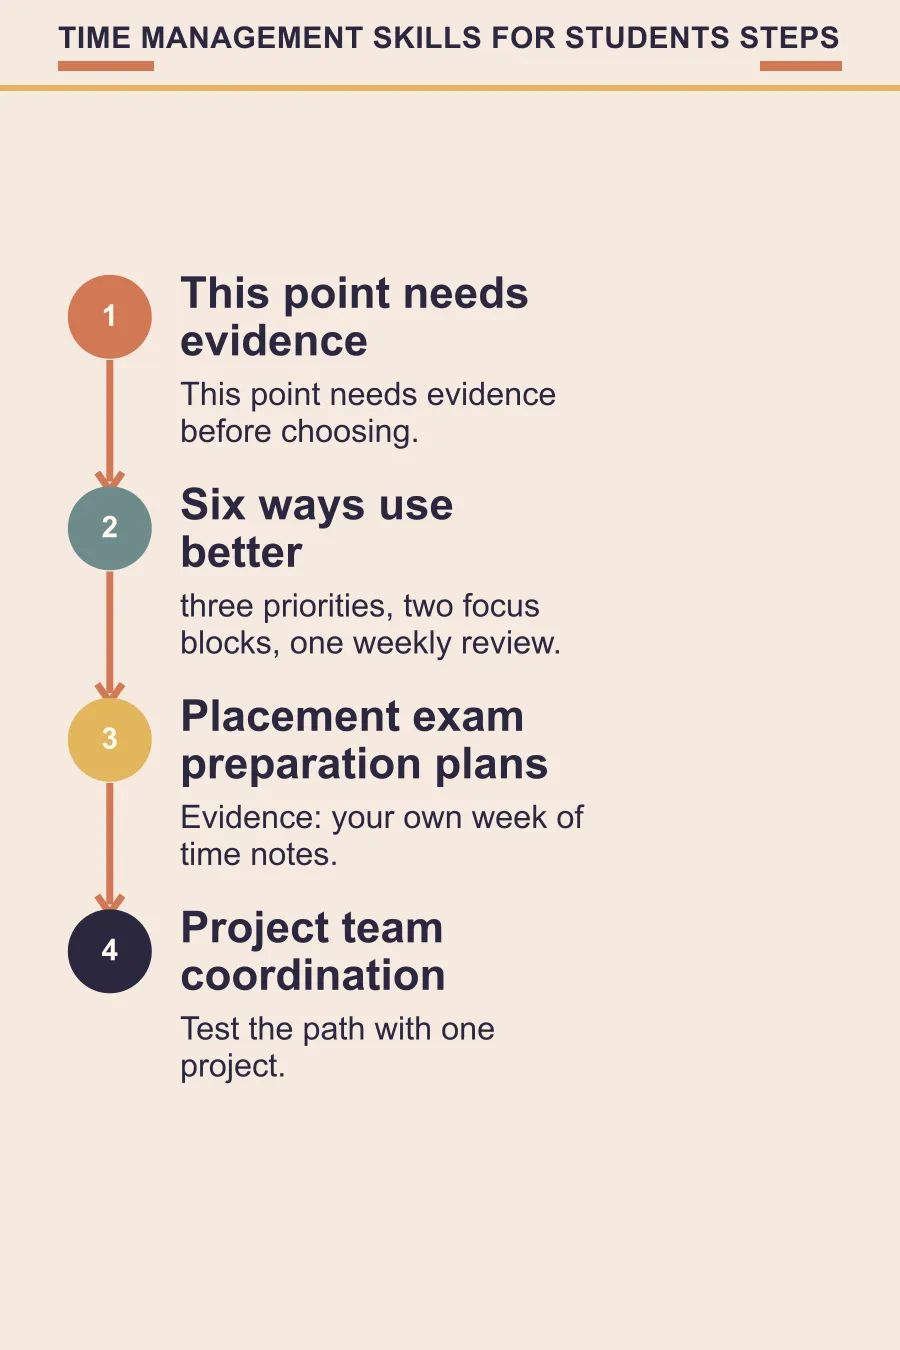 TIME MANAGEMENT SKILLS FOR STUDENTS STEPS
1
This point needs
evidence
This point needs evidence
before choosing.
2
Six ways use
better
three priorities, two focus
blocks, one weekly review.
3
Placement exam
preparation plans
Evidence: your own week of
time notes.
4
Project team
coordination
Test the path with one
project.